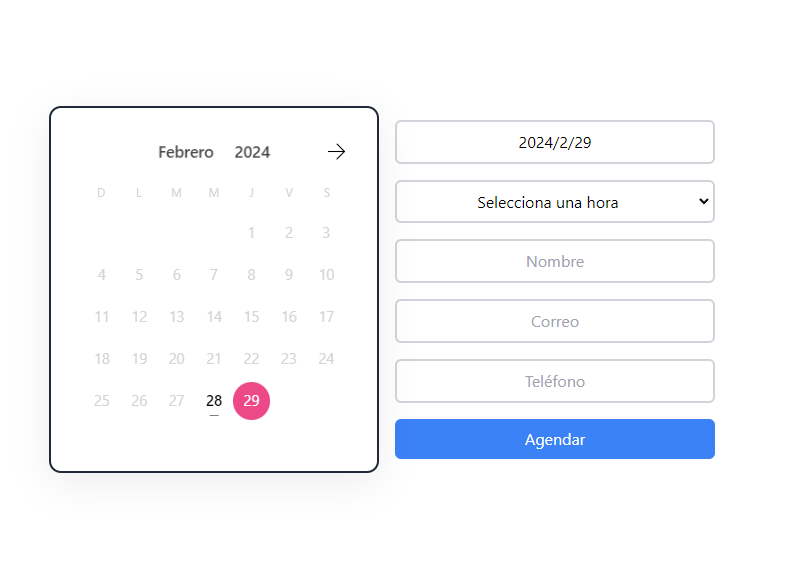 Febrero 2024
D L M M J V S
1 2 3
4 5 6 7 8 9 10
11 12 13 14 15 16 17
18 19 20 21 22 23 24
25 26 27 28 29
2024/2/29
Selecciona una hora
Nombre
Correo
Teléfono
Agendar